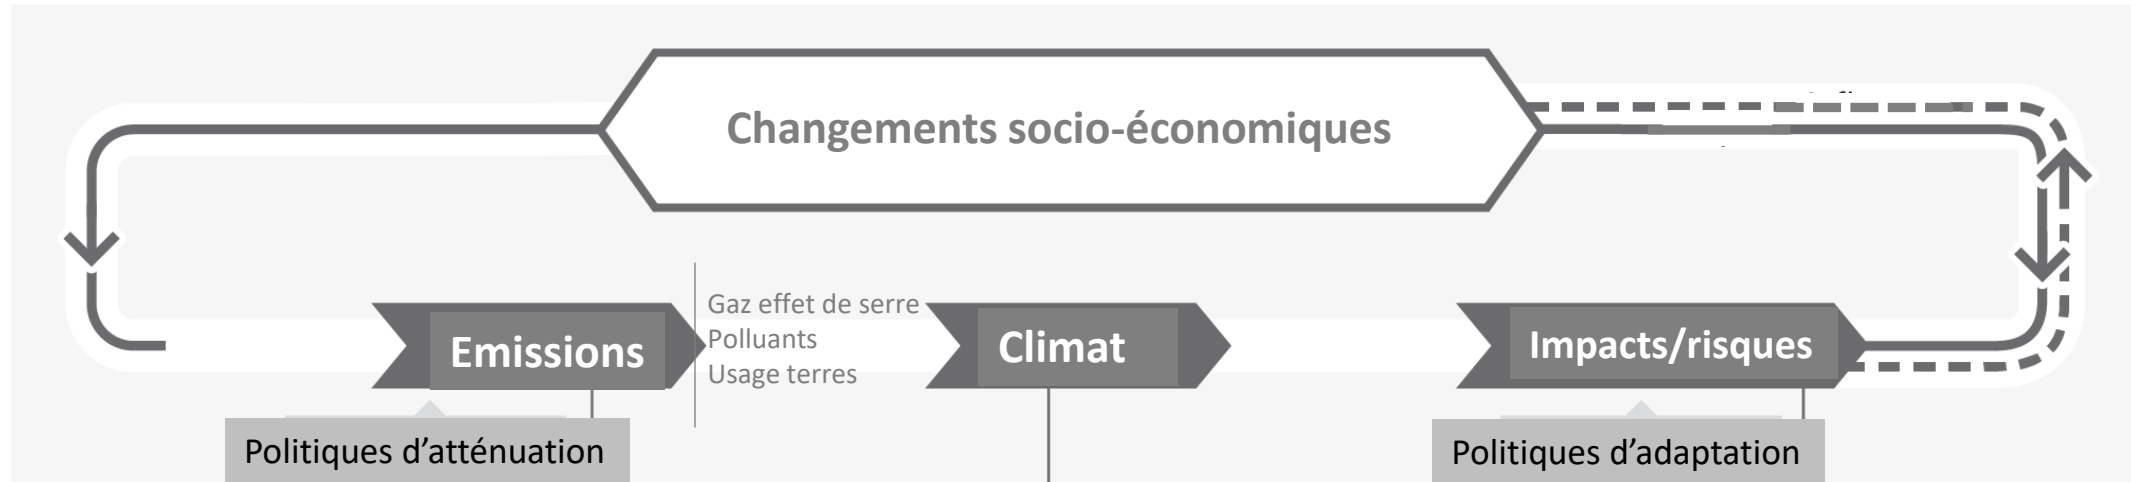 Changements socio-économiques
Emissions
Gaz effet de serre
Polluants
Usage terres
Climat
Impacts/risques
Politiques d’atténuation
Politiques d’adaptation